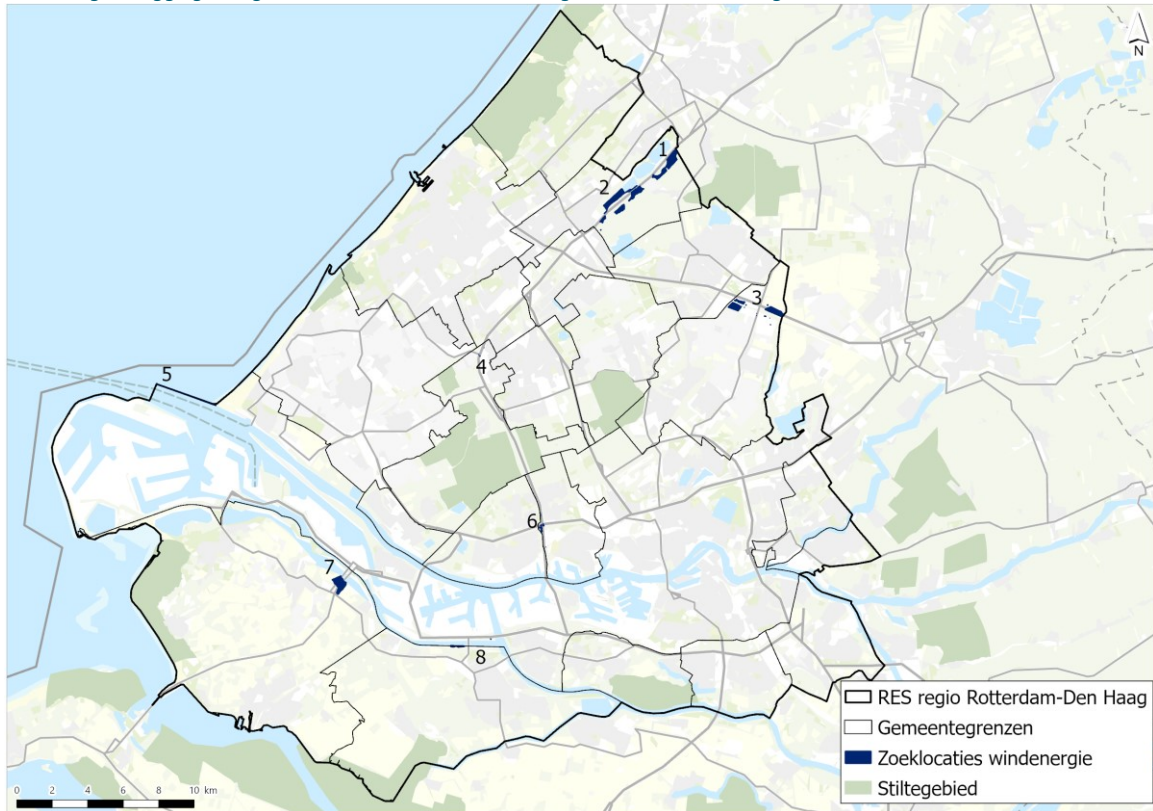 N
1
2
3
4
5
6
7
8
RES regio Rotterdam-Den Haag
Gemeentegrenzen
Zoeklocaties windenergie
Stiltegebied
0 2 4 6 8 10 km